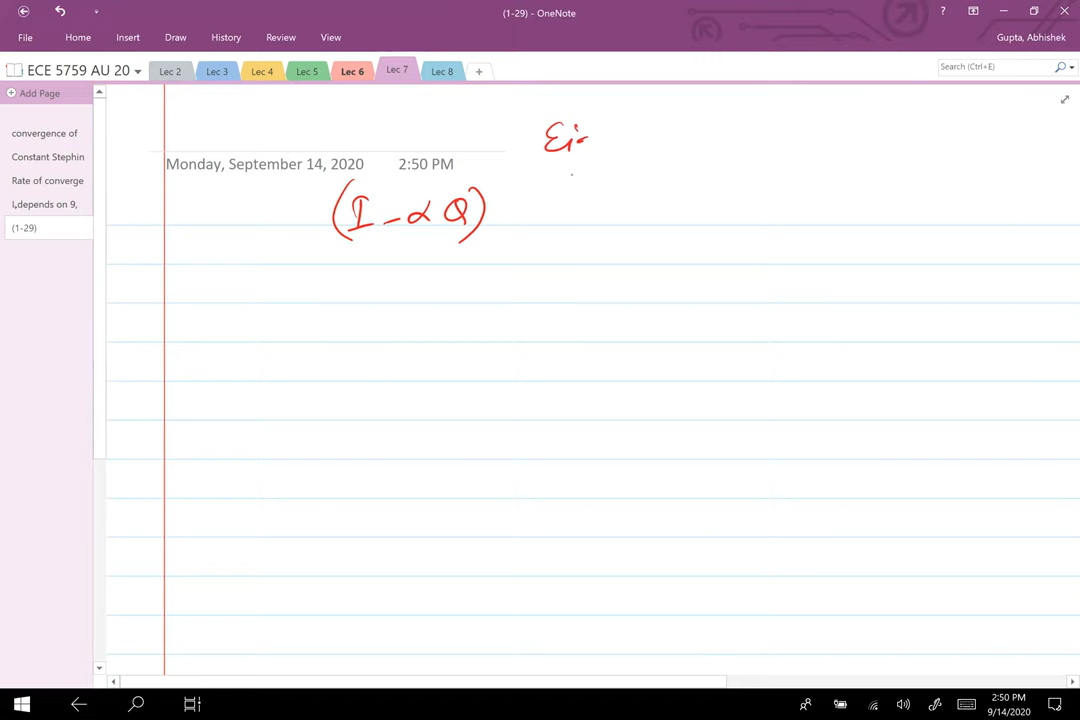 (1-29) - OneNote
File Home Insert Draw History Review View
Gupta, Abhishek
ECE 5759 AU 20
Lec 2 Lec 3 Lec 4 Lec 5 Lec 6 Lec 7 Lec 8
Search (Ctrl+E)
Add Page
convergence of
Constant Stephin
Rate of converge
I,depends on 9,
(1-29)
Monday, September 14, 2020 2:50 PM
(I - α Q)
2:50 PM
9/14/2020